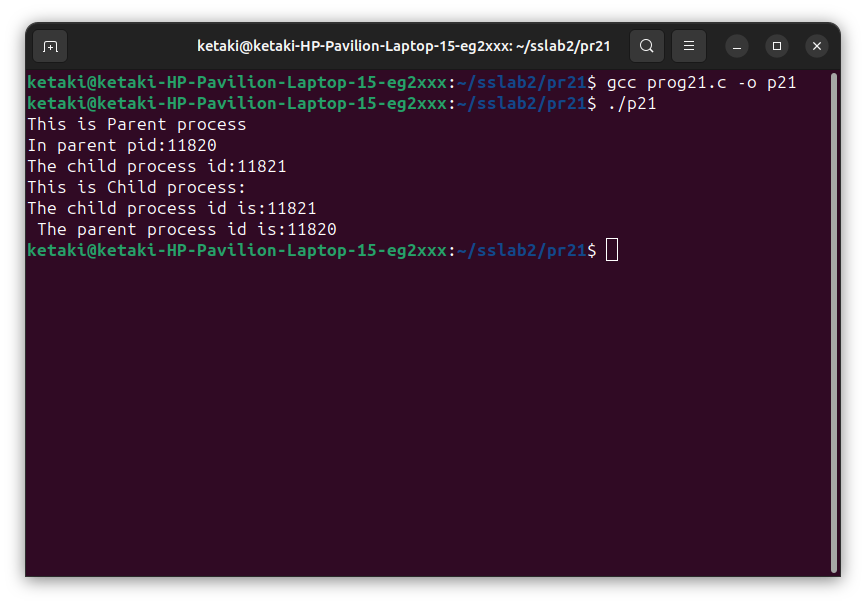 ketaki@ketaki-HP-Pavilion-Laptop-15-eg2xxx: ~/sslab2/pr21
ketaki@ketaki-HP-Pavilion-Laptop-15-eg2xxx:~/sslab2/pr21$ gcc prog21.c -o p21
ketaki@ketaki-HP-Pavilion-Laptop-15-eg2xxx:~/sslab2/pr21$ ./p21
This is Parent process
In parent pid:11820
The child process id:11821
This is Child process:
The child process id is:11821
 The parent process id is:11820
ketaki@ketaki-HP-Pavilion-Laptop-15-eg2xxx:~/sslab2/pr21$